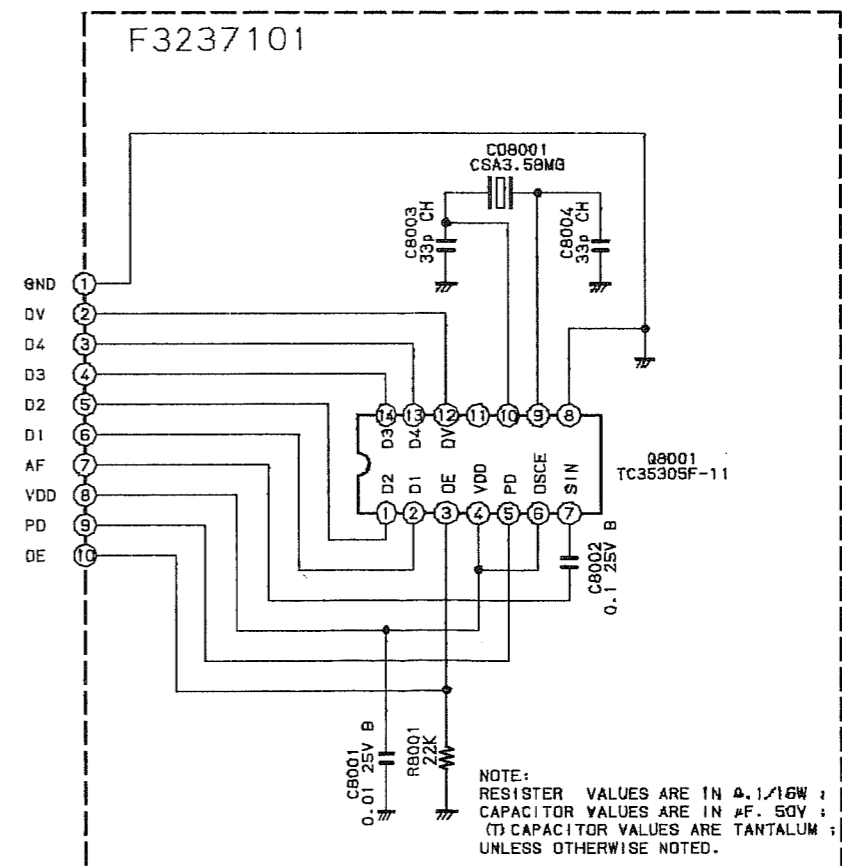 F3237101
CD8001
CSA3.58MG
C8003
33p CH
C8004
33p CH
GND 1
DV 2
D4 3
D3 4
D2 5
D1 6
AF 7
VDD 8
PD 9
OE 10
14 13 12 11 10 9 8
D3 D4 DV
D2 D1 OE VDD PD OSCE SIN
1 2 3 4 5 6 7
Q8001
TC35305F-11
C8002
0.1 25V B
C8001
0.01 25V B
R8001
22K
NOTE:
RESISTER VALUES ARE IN Ω.1/16W ;
CAPACITOR VALUES ARE IN µF. 50V ;
(T) CAPACITOR VALUES ARE TANTALUM ;
UNLESS OTHERWISE NOTED.